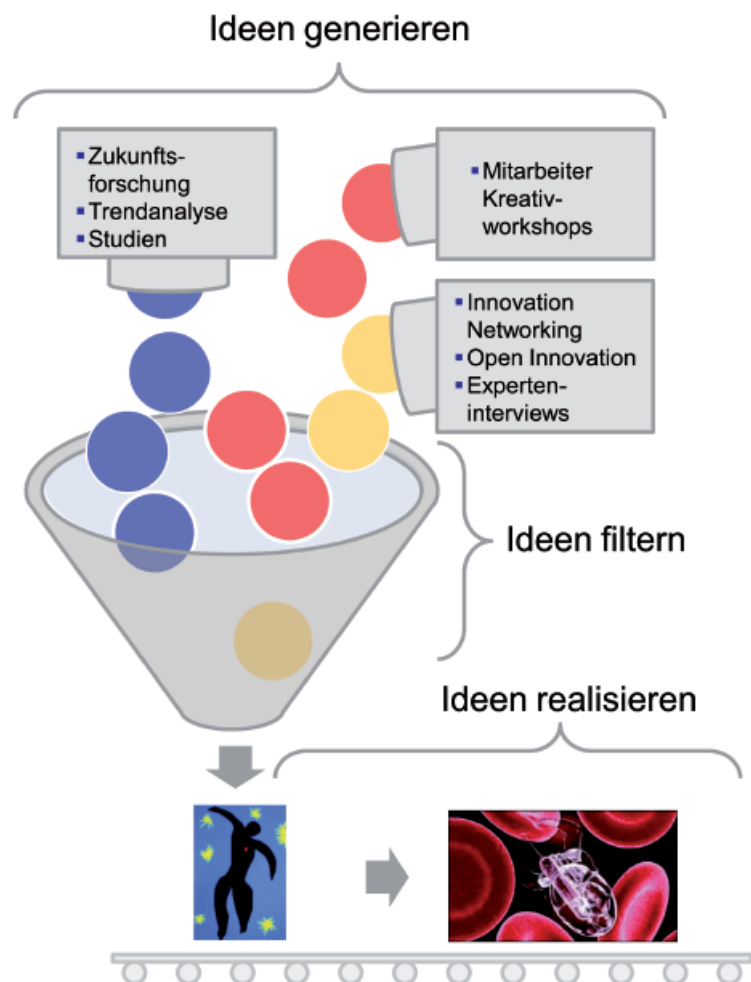 Ideen generieren
▪ Zukunfts-
forschung
▪ Trendanalyse
▪ Studien
▪ Mitarbeiter
Kreativ-
workshops
▪ Innovation
Networking
▪ Open Innovation
▪ Experten-
interviews
Ideen filtern
Ideen realisieren